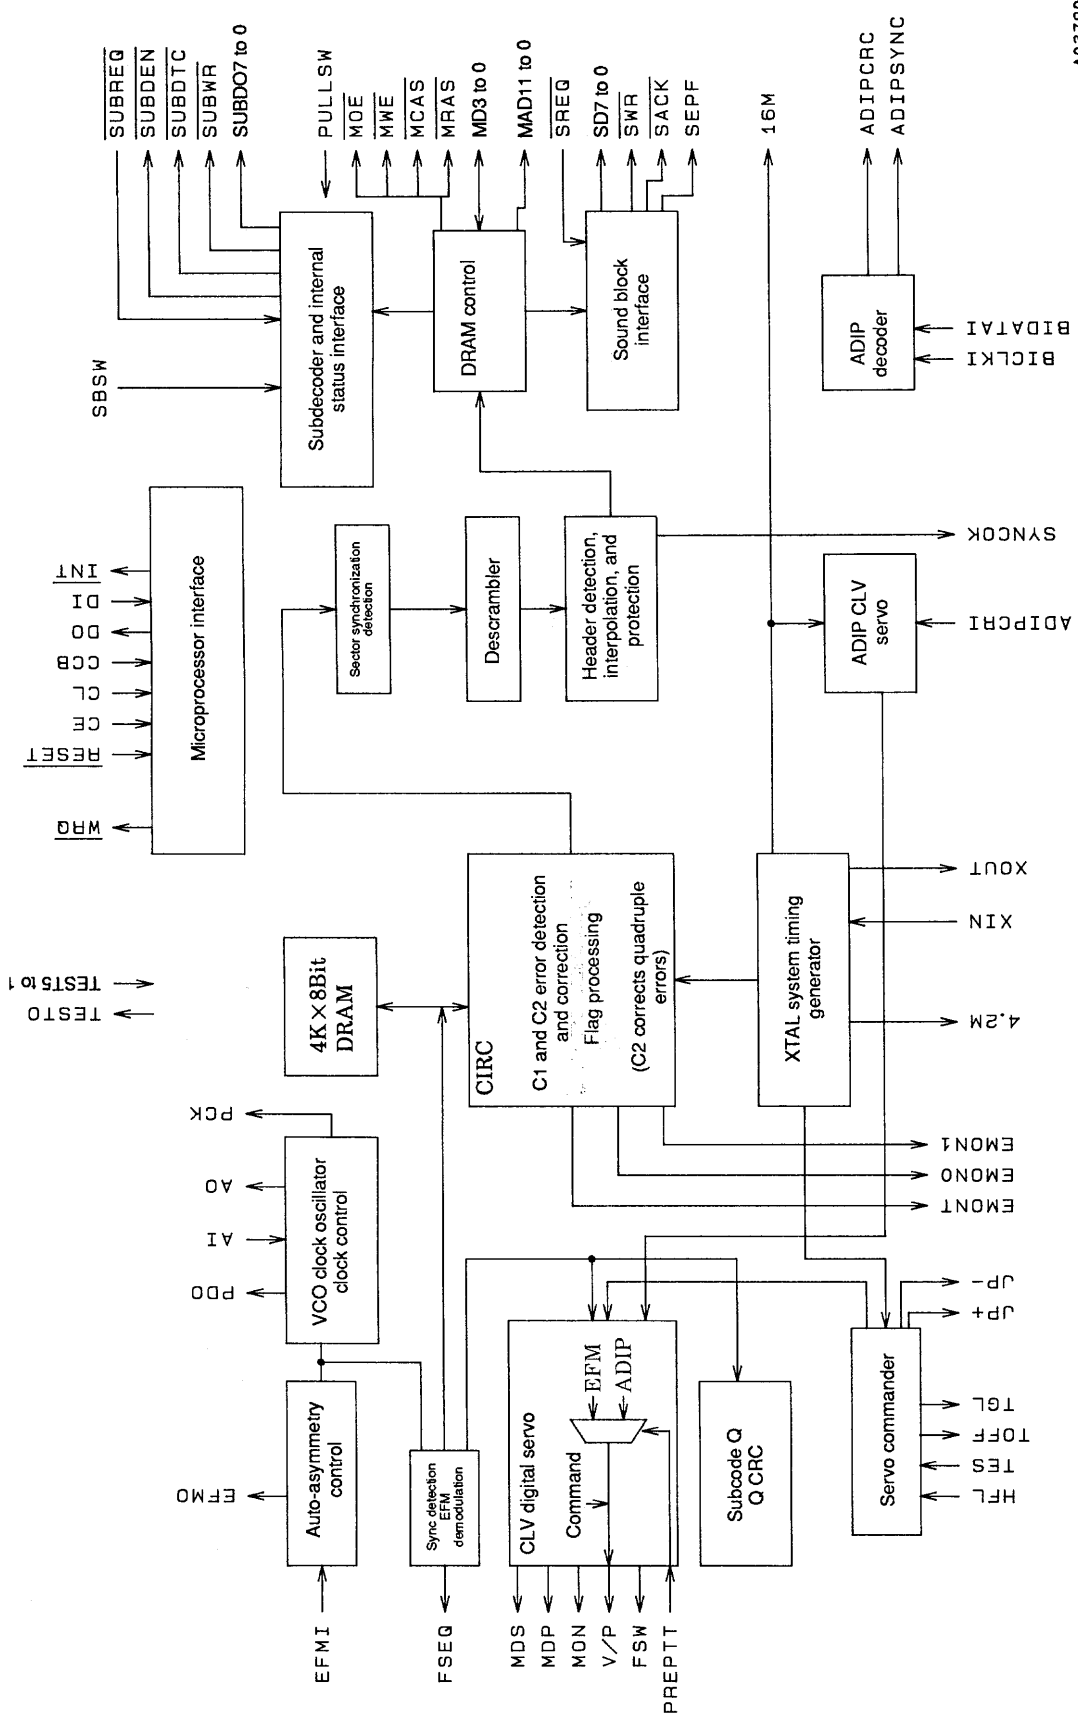 SBSW
SUBREQ
SUBDEN
SUBDTC
SUBWR
SUBDO7 to 0
PULLSW
MOE
MWE
MCAS
MRAS
MD3 to 0
MAD11 to 0
SREQ
SD7 to 0
SWR
SACK
SEPF
16M
ADIPCRC
ADIPSYNC
Subdecoder and internal
status interface
DRAM control
Sound block
interface
ADIP
decoder
BIDATAI
BICLKI
INT
DI
DO
CCB
CL
CE
RESET
WRQ
Microprocessor interface
Sector synchronization
detection
Descrambler
Header detection,
interpolation, and
protection
SYNCOK
ADIP CLV
servo
ADIPCRI
TEST5 to 1
TEST0
4K×8Bit
DRAM
CIRC
C1 and C2 error detection
and correction
Flag processing
(C2 corrects quadruple
errors)
XTAL system timing
generator
XOUT
XIN
4.2M
EMON1
EMON0
EMONT
PCK
AO
AI
PDO
VCO clock oscillator
clock control
EFMO
Auto-asymmetry
control
EFMI
Sync detection
EFM
demodulation
FSEQ
CLV digital servo
Command
EFM
ADIP
MDS
MDP
MON
V/P
FSW
PREPTT
Subcode Q
Q CRC
Servo commander
JP-
JP+
TGL
TOFF
TES
HFL